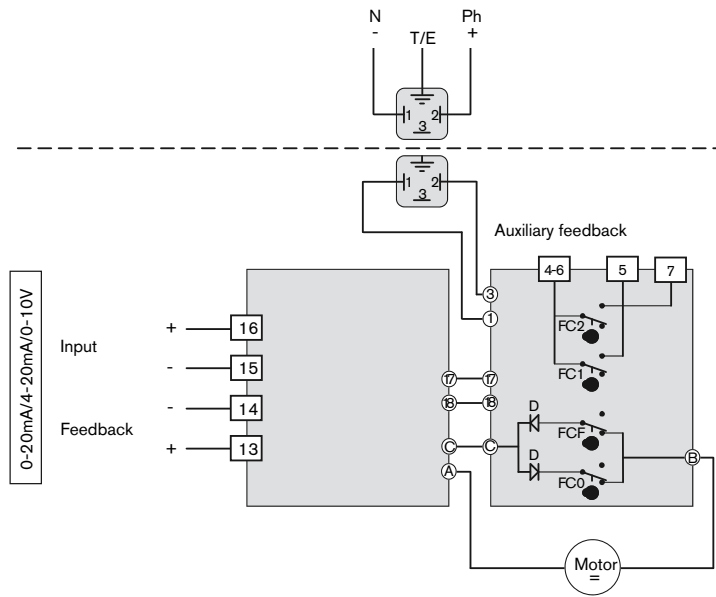 N Ph
- T/E +
1 2
3
1 2
3
Auxiliary feedback
4-6 5 7
3
1
FC2
FC1
0-20mA/4-20mA/0-10V
Input
+ 16
- 15
Feedback
- 14
+ 13
17 17
18 18
C C
A
D
FCF
D
FC0
B
Motor
=